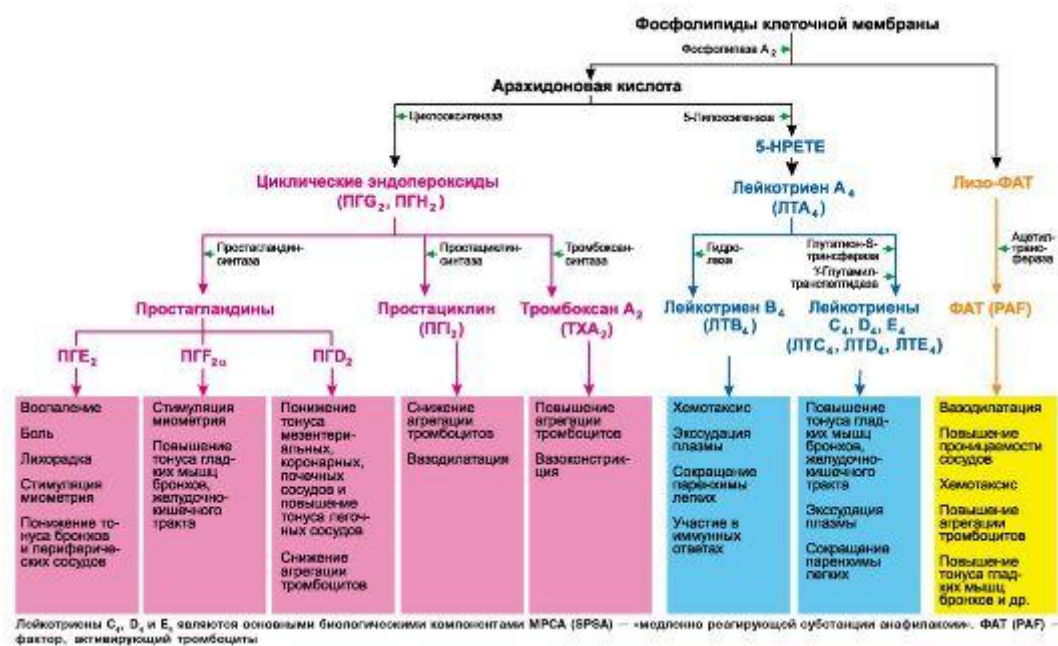 Фосфолипиды клеточной мембраны
Фосфолипаза А2
Арахидоновая кислота
Циклооксигеназа
5-Липоксигеназа
5-HPETE
Циклические эндопероксиды
(ПГG2, ПГН2)
Лейкотриен А4
(ЛТА4)
Лизо-ФАТ
Простагландин-
синтаза
Простациклин-
синтаза
Тромбоксан-
синтаза
Гидро-
лаза
Глутатион-S-
трансфераза
γ-Глутамил-
транспептидаза
Ацетил-
транс-
фераза
Простагландины
Простациклин
(ПГI2)
Тромбоксан А2
(ТХА2)
Лейкотриен В4
(ЛТВ4)
Лейкотриены
С4, D4, Е4
(ЛТС4, ЛТD4, ЛТЕ4)
ФАТ (PAF)
ПГЕ2
ПГF2α
ПГD2
Воспаление
Боль
Лихорадка
Стимуляция
миометрия
Понижение то-
нуса бронхов
и перифериче-
ских сосудов
Стимуляция
миометрия
Повышение
тонуса глад-
ких мышц
бронхов,
желудочно-
кишечного
тракта
Понижение
тонуса
мезентери-
альных,
коронарных,
почечных
сосудов и
повышение
тонуса легоч-
ных сосудов
Снижение
агрегации
тромбоцитов
Снижение
агрегации
тромбоцитов
Вазодилатация
Повышение
агрегации
тромбоцитов
Вазоконстрик-
ция
Хемотаксис
Экссудация
плазмы
Сокращение
паренхимы
легких
Участие в
иммунных
ответах
Повышение
тонуса глад-
ких мышц
бронхов,
желудочно-
кишечного
тракта
Экссудация
плазмы
Сокращение
паренхимы
легких
Вазодилатация
Повышение
проницаемости
сосудов
Хемотаксис
Повышение
агрегации
тромбоцитов
Повышение
тонуса глад-
ких мышц
бронхов и др.
Лейкотриены С4, D4 и Е4 являются основными биологическими компонентами МРСА (SPSA) — «медленно реагирующей субстанции анафилаксии». ФАТ (PAF) –
фактор, активирующий тромбоциты